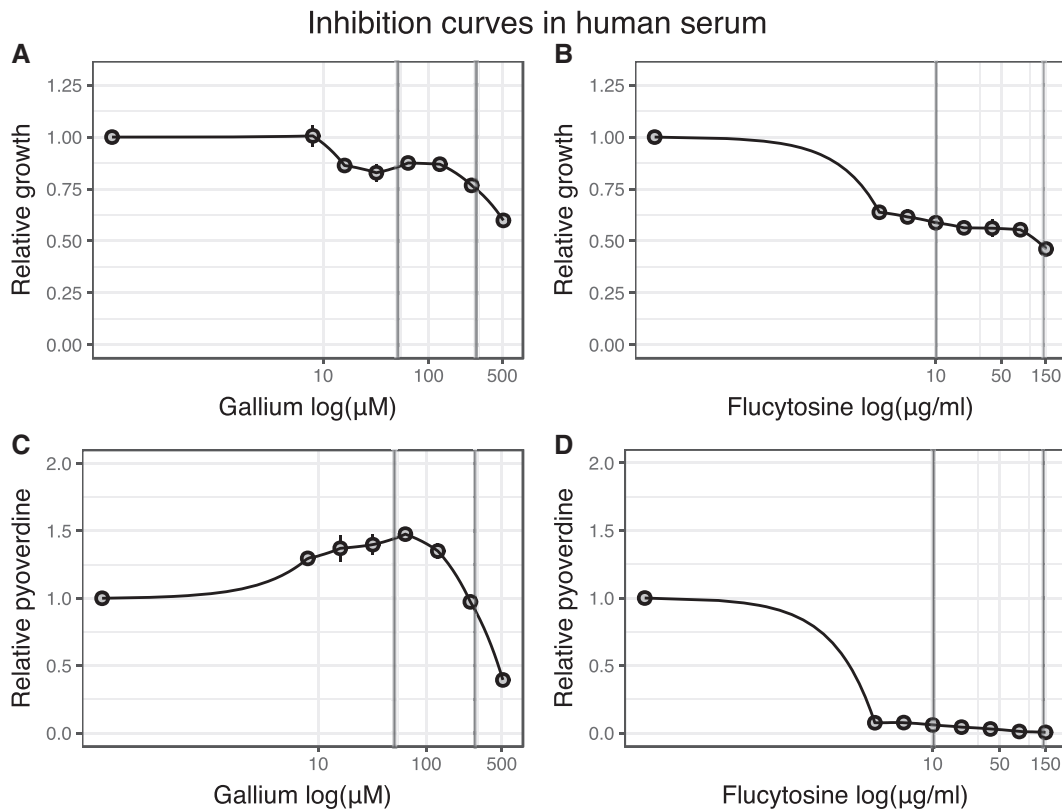 Inhibition curves in human serum
A
Relative growth
1.25
1.00
0.75
0.50
0.25
0.00
10
100
500
Gallium log(μM)
B
Relative growth
1.25
1.00
0.75
0.50
0.25
0.00
10
50
150
Flucytosine log(μg/ml)
C
Relative pyoverdine
2.0
1.5
1.0
0.5
0.0
10
100
500
Gallium log(μM)
D
Relative pyoverdine
2.0
1.5
1.0
0.5
0.0
10
50
150
Flucytosine log(μg/ml)